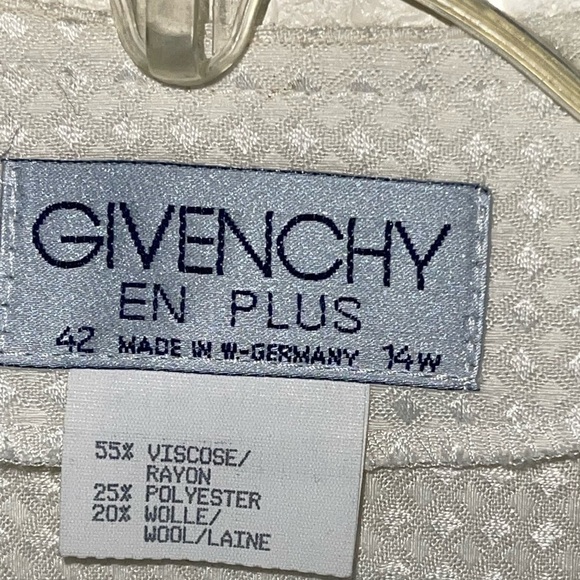 GIVENCHY
EN PLUS
42 MADE IN W-GERMANY 14W
55% VISCOSE/
RAYON
25% POLYESTER
20% WOLLE/
WOOL/LAINE